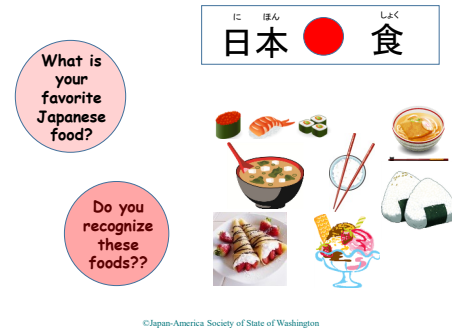 に ほん しょく
日本 食
What is
your
favorite
Japanese
food?
Do you
recognize
these
foods??
©Japan-America Society of State of Washington